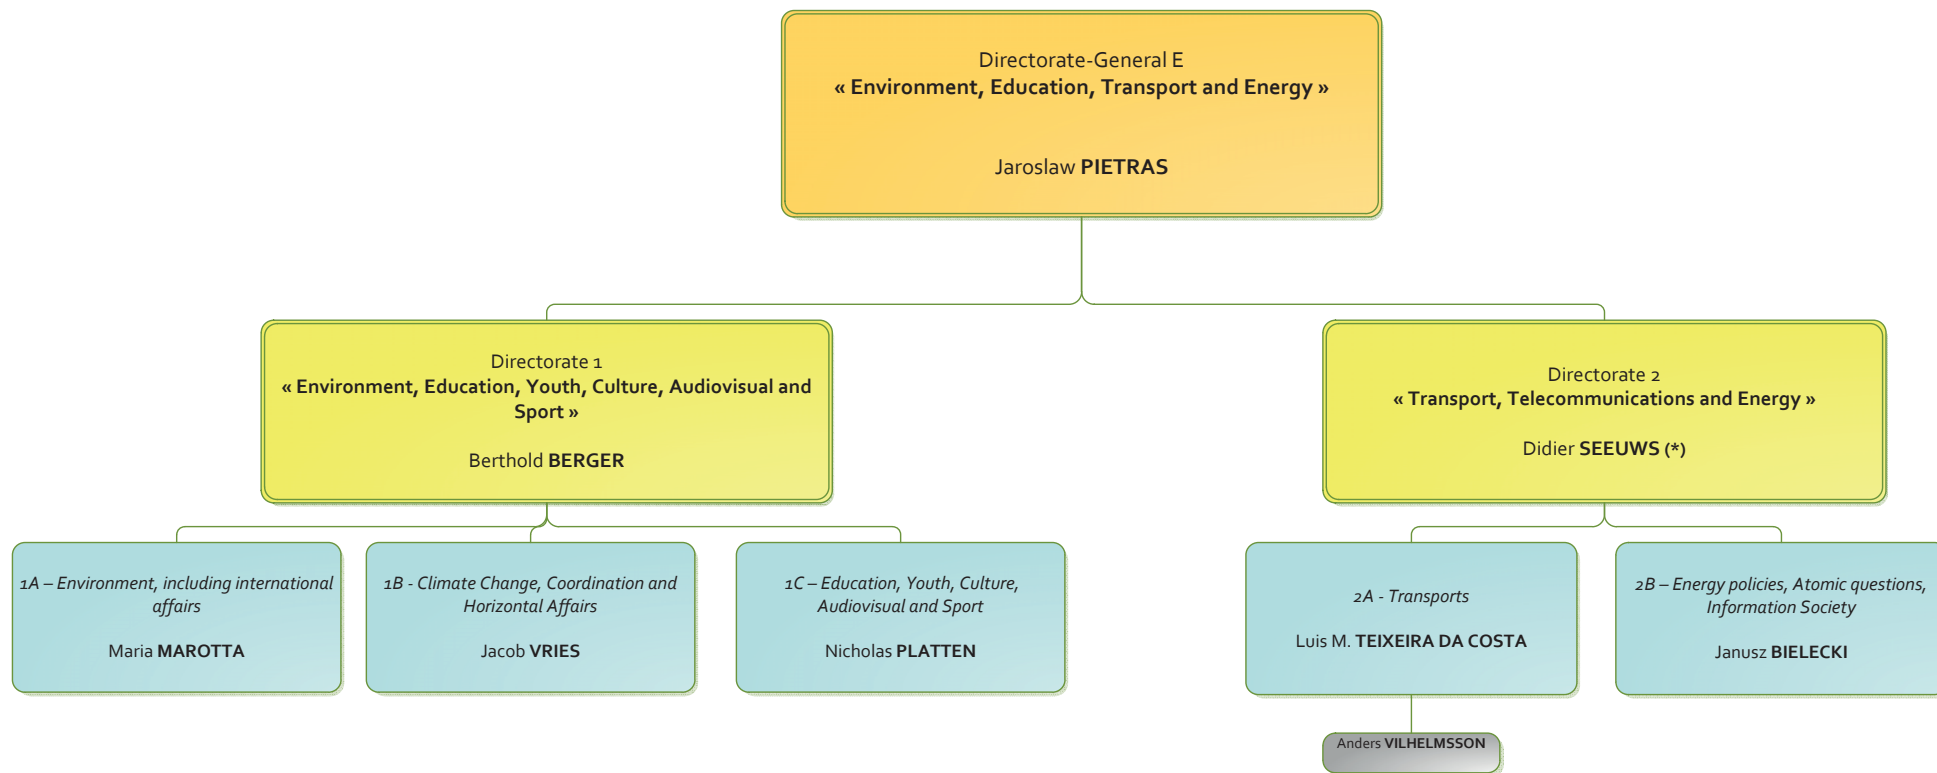 Directorate-General E
« Environment, Education, Transport and Energy »
Jaroslaw PIETRAS
Directorate 1
« Environment, Education, Youth, Culture, Audiovisual and
Sport »
Berthold BERGER
Directorate 2
« Transport, Telecommunications and Energy »
Didier SEEUWS (*)
1A – Environment, including international
affairs
Maria MAROTTA
1B - Climate Change, Coordination and
Horizontal Affairs
Jacob VRIES
1C – Education, Youth, Culture,
Audiovisual and Sport
Nicholas PLATTEN
2A - Transports
Luis M. TEIXEIRA DA COSTA
2B – Energy policies, Atomic questions,
Information Society
Janusz BIELECKI
Anders VILHELMSSON